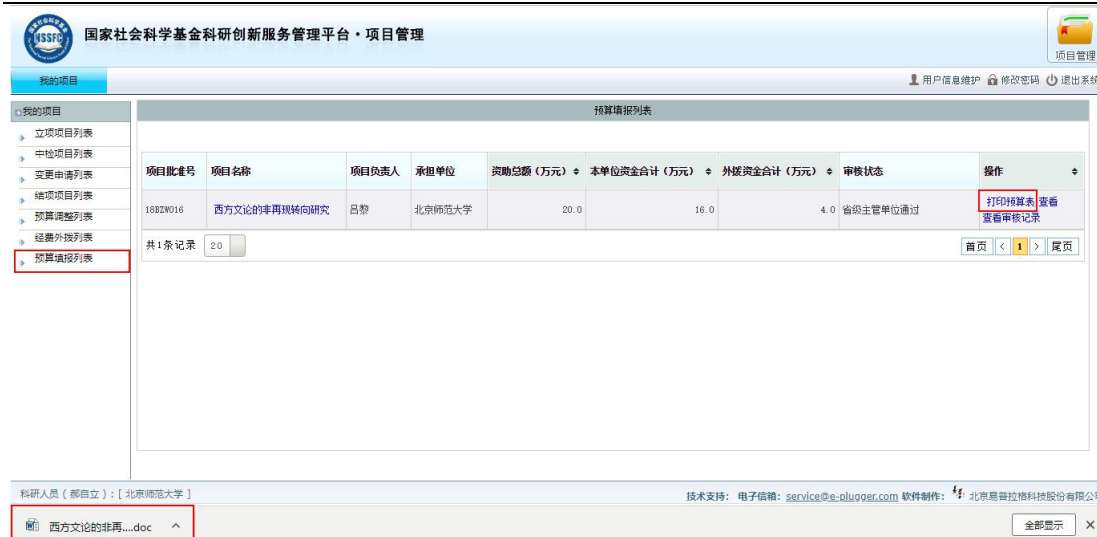 NSSFC
国家社会科学基金科研创新服务管理平台·项目管理
项目管理
我的项目
用户信息维护 修改密码 退出系统
我的项目
预算填报列表
立项项目列表
中检项目列表
变更申请列表
结项项目列表
预算调整列表
经费外拨列表
预算填报列表
项目批准号 项目名称 项目负责人 承担单位 资助总额(万元) 本单位资金合计(万元) 外拨资金合计(万元) 审核状态 操作
18BZW016 西方文论的非再现转向研究 吕黎 北京师范大学 20.0 16.0 4.0 省级主管单位通过 打印预算表 查看
查看审核记录
共1条记录 20 首页 < 1 > 尾页
科研人员(郝自立):[北京师范大学] 技术支持: 电子信箱: service@e-plugger.com 软件制作: 北京易普拉格科技股份有限公
西方文论的非再....doc 全部显示 ×